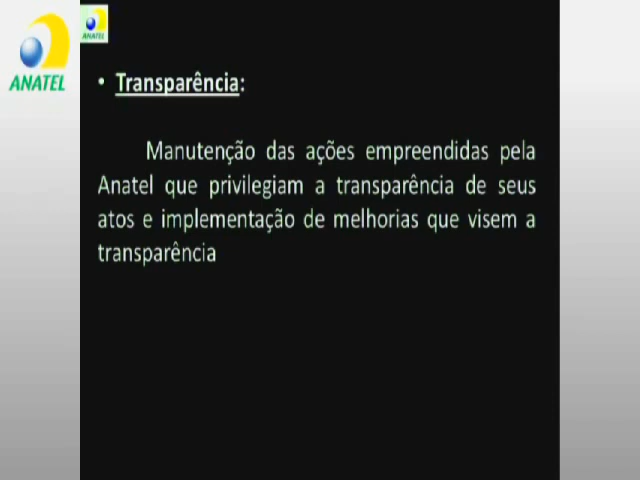 ANATEL
ANATEL
• Transparência:
Manutenção das ações empreendidas pela
Anatel que privilegiam a transparência de seus
atos e implementação de melhorias que visem a
transparência